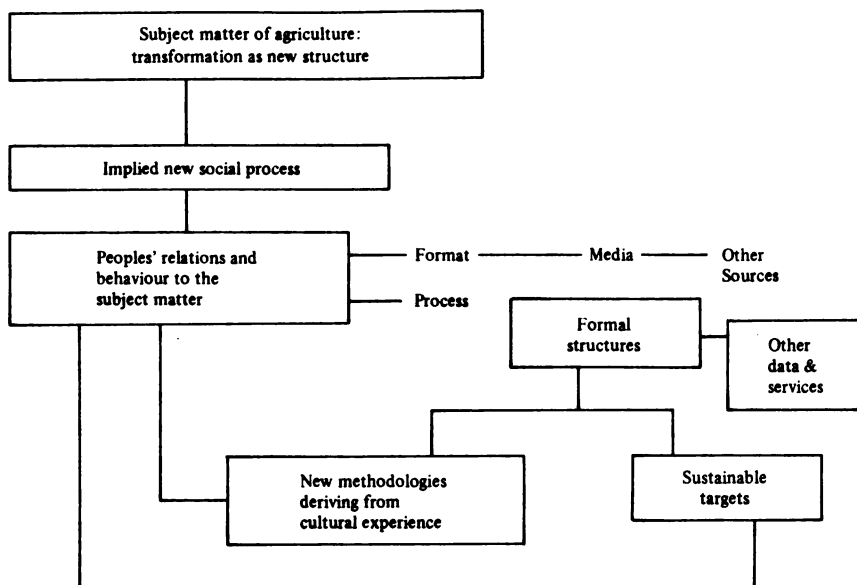 Subject matter of agriculture:
transformation as new structure
Implied new social process
Peoples' relations and
behaviour to the
subject matter
Format
Media
Other
Sources
Process
Formal
structures
Other
data &
services
New methodologies
deriving from
cultural experience
Sustainable
targets